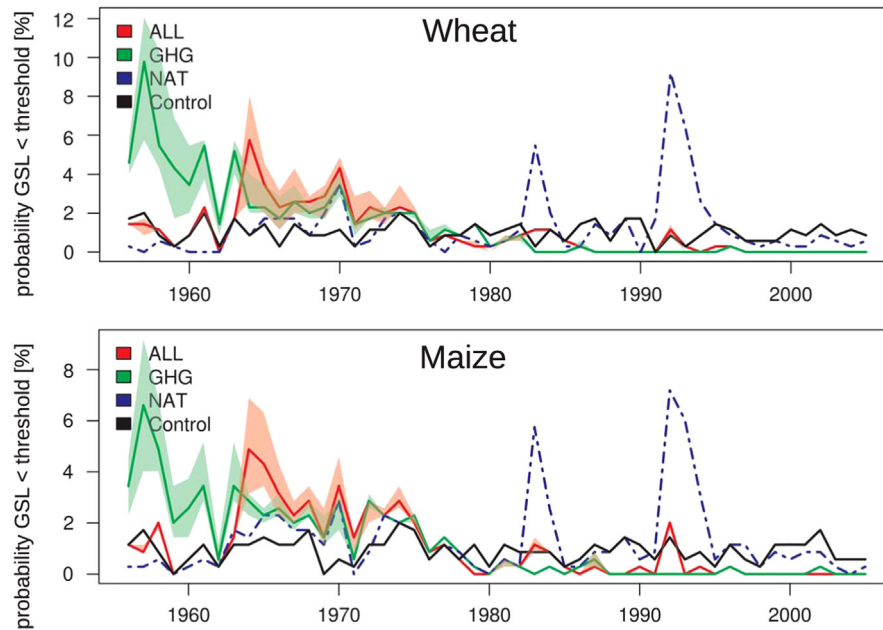 Wheat
ALL
GHG
NAT
Control
probability GSL < threshold [%]
12
10
8
6
4
2
0
1960 1970 1980 1990 2000
Maize
ALL
GHG
NAT
Control
probability GSL < threshold [%]
8
6
4
2
0
1960 1970 1980 1990 2000